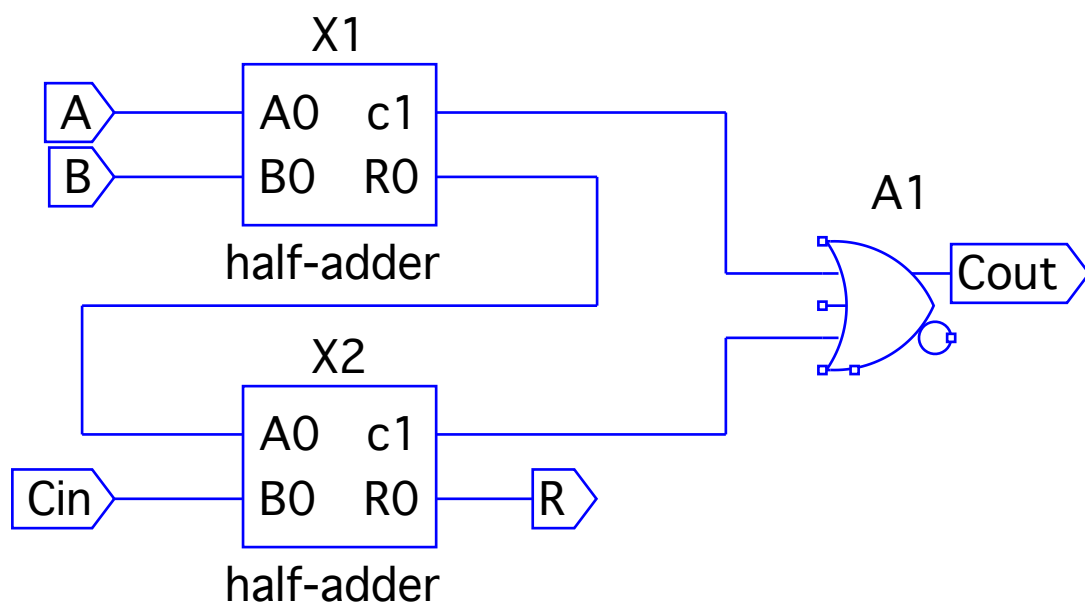 X1
A
A0 c1
B
B0 R0
half-adder
A1
Cout
X2
A0 c1
Cin
B0 R0
R
half-adder